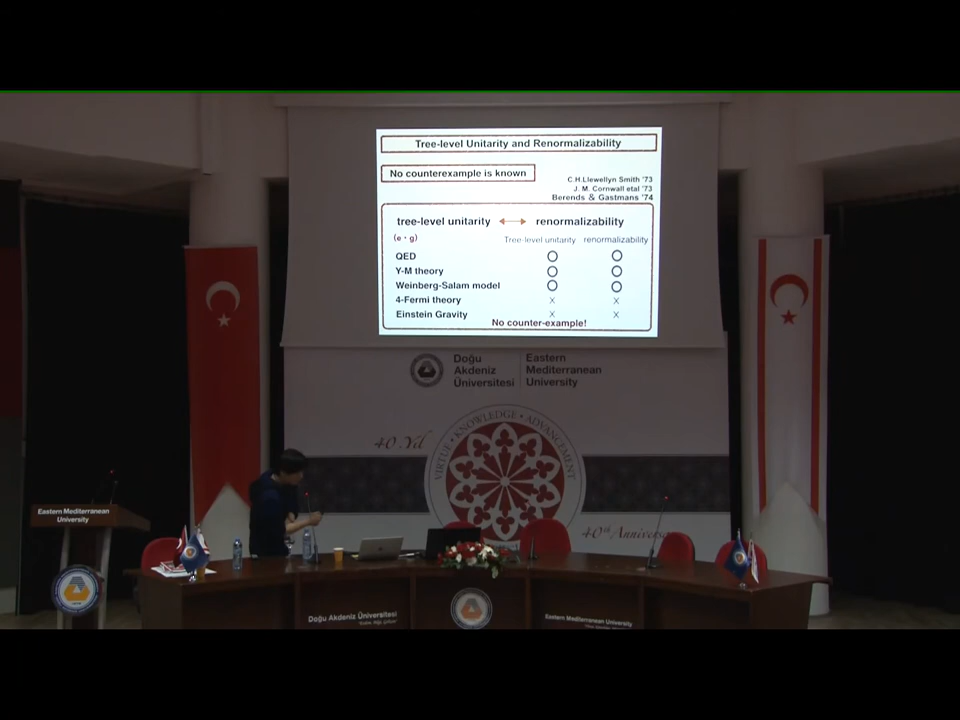 Tree-level Unitarity and Renormalizability
No counterexample is known
C.H.Llewellyn Smith '73
J. M. Cornwall etal '73
Berends & Gastmans '74
tree-level unitarity ↔ renormalizability
(e・g)
Tree-level unitarity renormalizability
QED ○ ○
Y-M theory ○ ○
Weinberg-Salam model ○ ○
4-Fermi theory X X
Einstein Gravity X X
No counter-example!
Doğu
Akdeniz
Üniversitesi
Eastern
Mediterranean
University
40.Yıl
VIRTUE • KNOWLEDGE • ADVANCEMENT
40th Annivers
Eastern Mediterranean
University
Doğu Akdeniz Üniversitesi
Eastern Mediterranean University